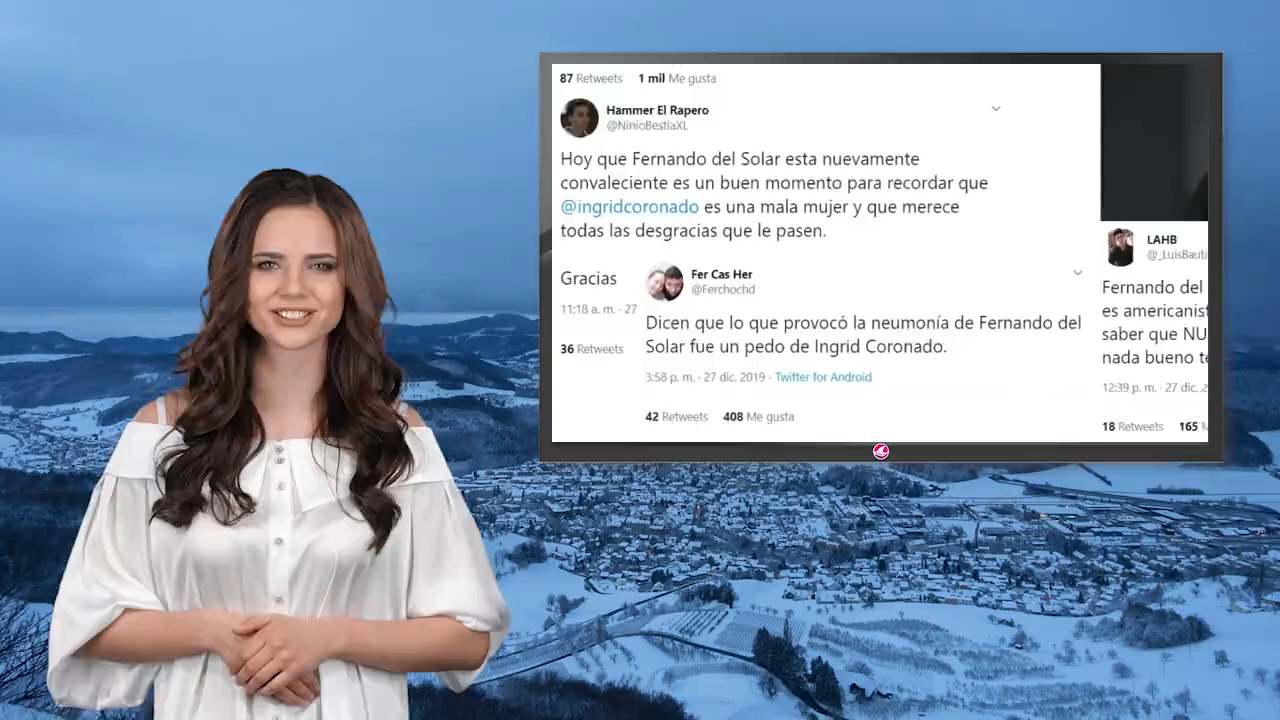 87 Retweets 1 mil Me gusta
Hammer El Rapero
@NinioBestiaXL
Hoy que Fernando del Solar esta nuevamente
convaleciente es un buen momento para recordar que
@ingridcoronado es una mala mujer y que merece
todas las desgracias que le pasen.
Gracias
11:18 a. m. · 27
36 Retweets
Fer Cas Her
@Ferchochd
Dicen que lo que provocó la neumonía de Fernando del
Solar fue un pedo de Ingrid Coronado.
3:58 p. m. · 27 dic. 2019 · Twitter for Android
42 Retweets 408 Me gusta
LAHB
@_LuisBauti
Fernando del
es americanist
saber que NU
nada bueno te
12:39 p. m. · 27 dic. 2
18 Retweets 165 M